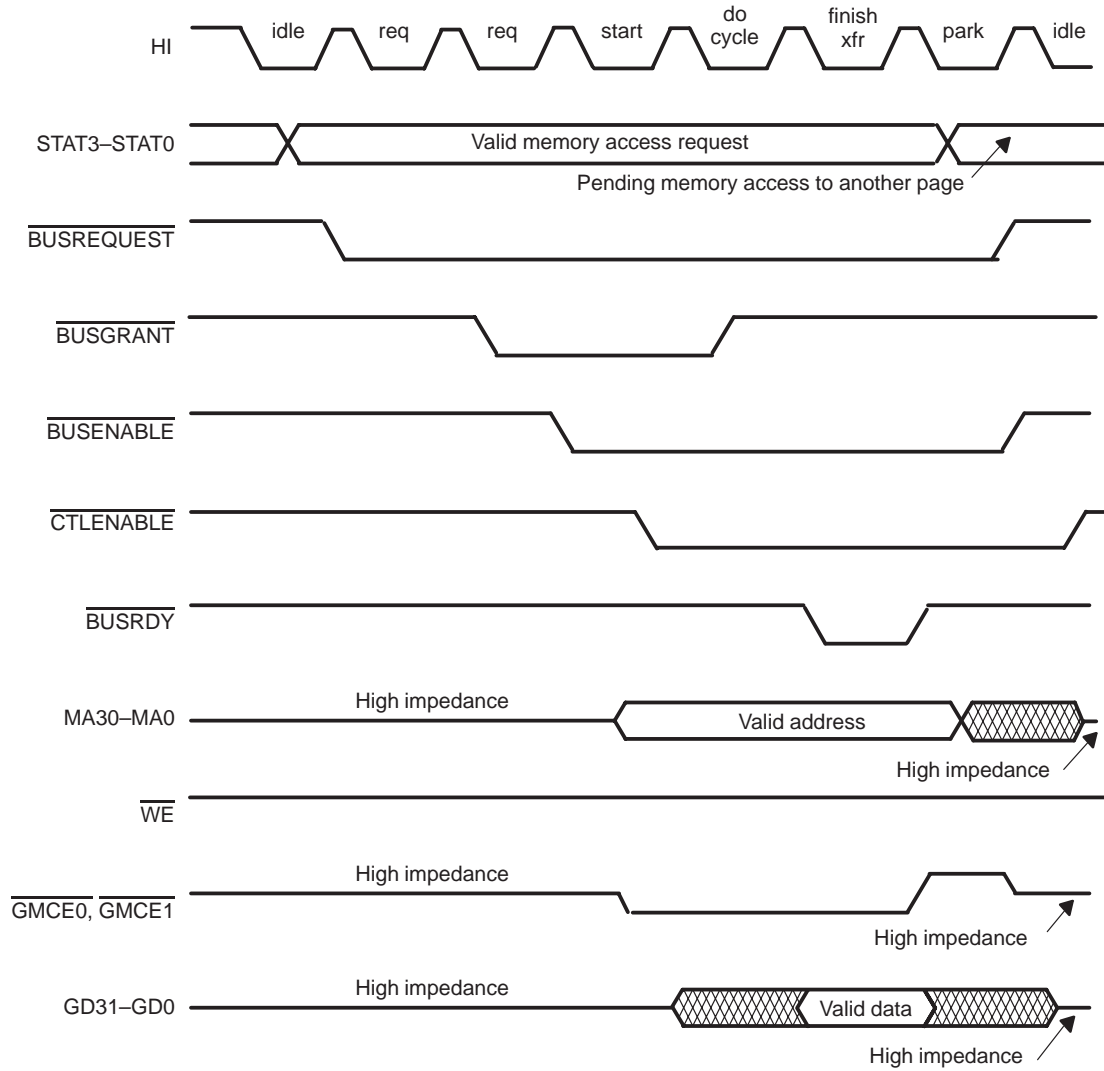 HI
idle
req
req
start
do
cycle
finish
xfr
park
idle
STAT3–STAT0
Valid memory access request
Pending memory access to another page
BUSREQUEST
BUSGRANT
BUSENABLE
CTLENABLE
BUSRDY
MA30–MA0
High impedance
Valid address
High impedance
WE
GMCE0, GMCE1
High impedance
High impedance
GD31–GD0
High impedance
Valid data
High impedance